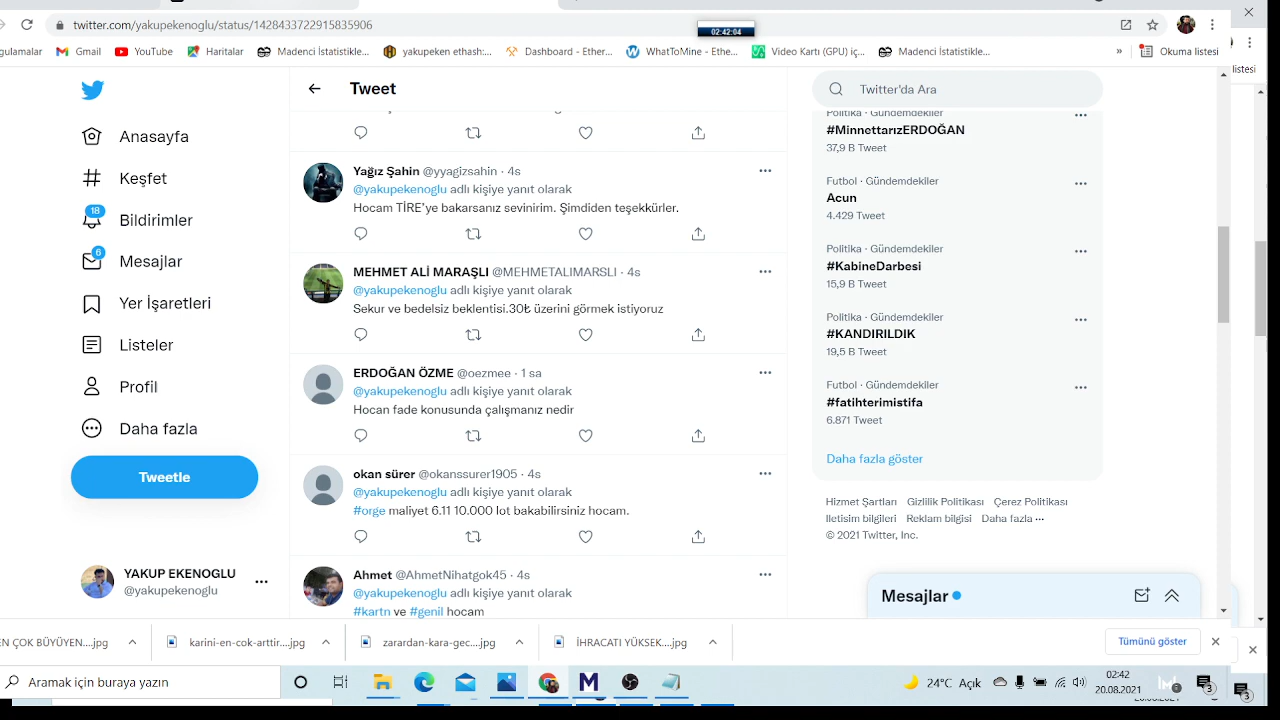 twitter.com/yakupekenoglu/status/1428433722915835906
02:42:04
ygulamalar
Gmail
YouTube
Haritalar
Madenci İstatistikle...
yakupeken ethash:...
Dashboard - Ether...
WhatToMine - Ethe...
Video Kartı (GPU) iç...
Madenci İstatistikle...
»
Okuma listesi
listesi
Tweet
Anasayfa
Keşfet
18
Bildirimler
6
Mesajlar
Yer İşaretleri
Listeler
Profil
Daha fazla
Tweetle
YAKUP EKENOGLU
@yakupekenoglu
Yağız Şahin @yyagizsahin · 4s
@yakupekenoglu adlı kişiye yanıt olarak
Hocam TİRE'ye bakarsanız sevinirim. Şimdiden teşekkürler.
MEHMET ALİ MARAŞLI @MEHMETALIMARSLI · 4s
@yakupekenoglu adlı kişiye yanıt olarak
Sekur ve bedelsiz beklentisi.30₺ üzerini görmek istiyoruz
ERDOĞAN ÖZME @oezmee · 1 sa
@yakupekenoglu adlı kişiye yanıt olarak
Hocan fade konusunda çalışmanız nedir
okan sürer @okanssurer1905 · 4s
@yakupekenoglu adlı kişiye yanıt olarak
#orge maliyet 6.11 10.000 lot bakabilirsiniz hocam.
Ahmet @AhmetNihatgok45 · 4s
@yakupekenoglu adlı kişiye yanıt olarak
#kartn ve #genil hocam
Twitter'da Ara
Politika · Gündemdekiler
#MinnettarızERDOĞAN
37,9 B Tweet
Futbol · Gündemdekiler
Acun
4.429 Tweet
Politika · Gündemdekiler
#KabineDarbesi
15,9 B Tweet
Politika · Gündemdekiler
#KANDIRILDIK
19,5 B Tweet
Futbol · Gündemdekiler
#fatihterimistifa
6.871 Tweet
Daha fazla göster
Hizmet Şartları Gizlilik Politikası Çerez Politikası
İletişim bilgileri Reklam bilgisi Daha fazla ···
© 2021 Twitter, Inc.
Mesajlar
EN ÇOK BÜYÜYEN....jpg
karini-en-cok-arttir....jpg
zarardan-kara-gec....jpg
İHRACATI YÜKSEK....jpg
Tümünü göster
Aramak için buraya yazın
24°C Açık
02:42
20.08.2021
3
3